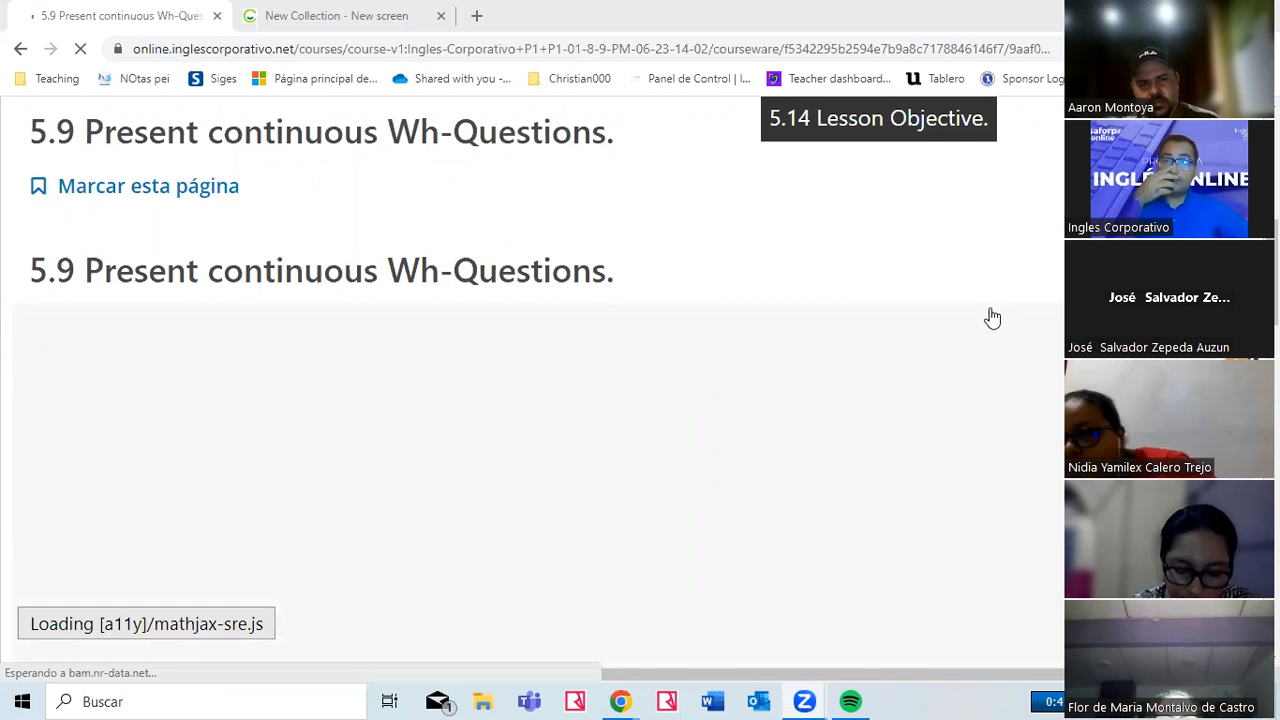 5.9 Present continuous Wh-Ques
New Collection - New screen
online.inglescorporativo.net/courses/course-v1:Ingles-Corporativo+P1+P1-01-8-9-PM-06-23-14-02/courseware/f5342295b2594e7b9a8c7178846146f7/9aaf0...
Teaching
NOtas pei
Siges
Página principal de...
Shared with you -...
Christian000
Panel de Control | I...
Teacher dashboard...
Tablero
Sponsor Log
5.14 Lesson Objective.
5.9 Present continuous Wh-Questions.
Marcar esta página
5.9 Present continuous Wh-Questions.
Loading [a11y]/mathjax-sre.js
Esperando a bam.nr-data.net...
Buscar
0:4
Aaron Montoya
INGLÉ
NLINE
Ingles Corporativo
José Salvador Ze...
José Salvador Zepeda Auzun
Nidia Yamilex Calero Trejo
Flor de Maria Montalvo de Castro